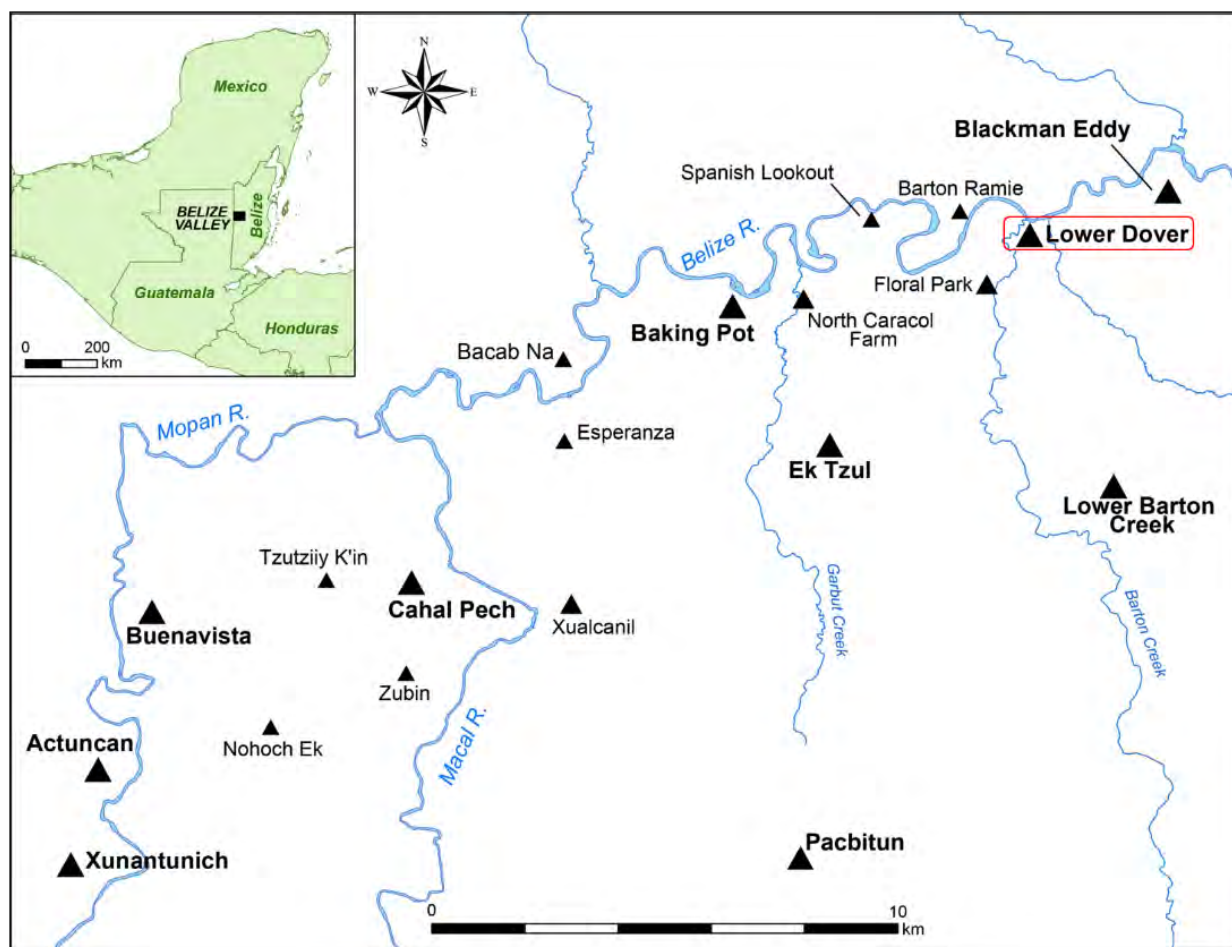 Mexico
BELIZE
VALLEY
Belize
Guatemala
Honduras
0 200
km
N
W E
S
Blackman Eddy
Spanish Lookout
Barton Ramie
Lower Dover
Belize R.
Floral Park
Baking Pot
North Caracol
Farm
Bacab Na
Mopan R.
Esperanza
Ek Tzul
Lower Barton
Creek
Tzutziiy K'in
Cahal Pech
Buenavista
Xualcanil
Garbut Creek
Barton Creek
Zubin
Macal R.
Nohoch Ek
Actuncan
Pacbitun
Xunantunich
0 10
km